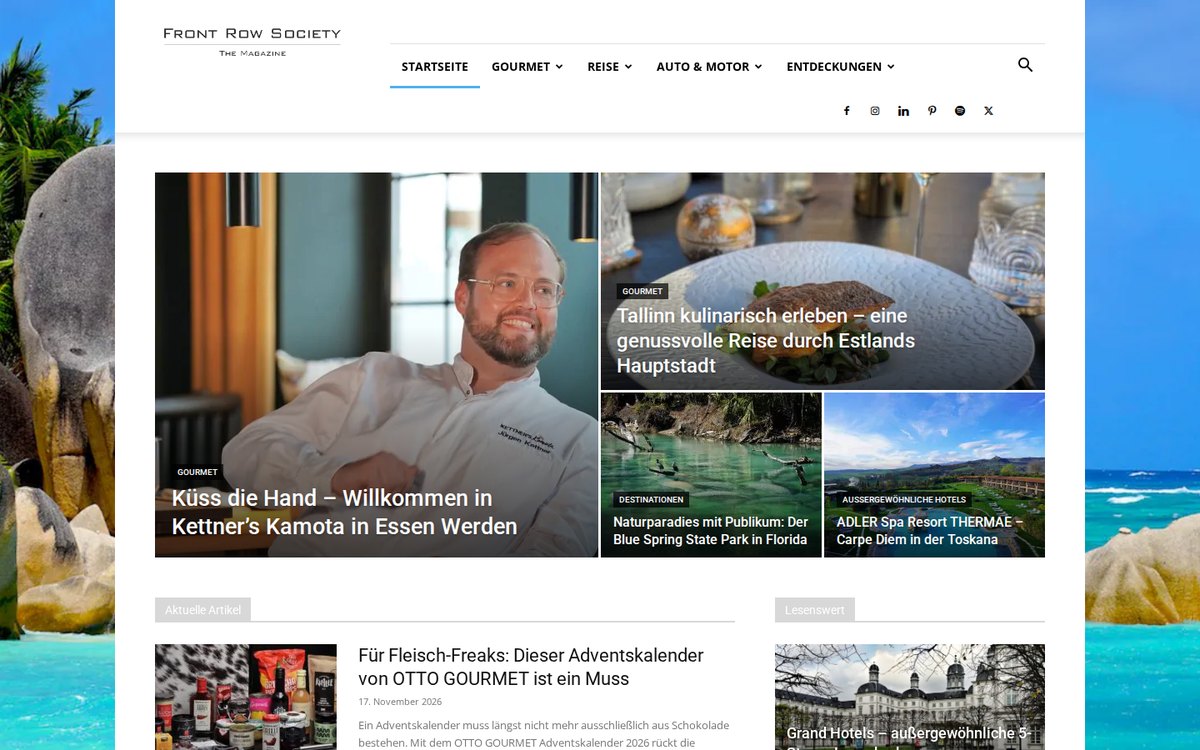 FRONT ROW SOCIETY
THE MAGAZINE
STARTSEITE GOURMET REISE AUTO & MOTOR ENTDECKUNGEN
KETTNER'S Kamota
Jürgen Kettner
GOURMET
Küss die Hand – Willkommen in
Kettner's Kamota in Essen Werden
GOURMET
Tallinn kulinarisch erleben – eine
genussvolle Reise durch Estlands
Hauptstadt
DESTINATIONEN
Naturparadies mit Publikum: Der
Blue Spring State Park in Florida
AUSSERGEWÖHNLICHE HOTELS
ADLER Spa Resort THERMAE –
Carpe Diem in der Toskana
Aktuelle Artikel
Für Fleisch-Freaks: Dieser Adventskalender
von OTTO GOURMET ist ein Muss
17. November 2026
Ein Adventskalender muss längst nicht mehr ausschließlich aus Schokolade
bestehen. Mit dem OTTO GOURMET Adventskalender 2026 rückt die
Lesenswert
Grand Hotels – außergewöhnliche 5-